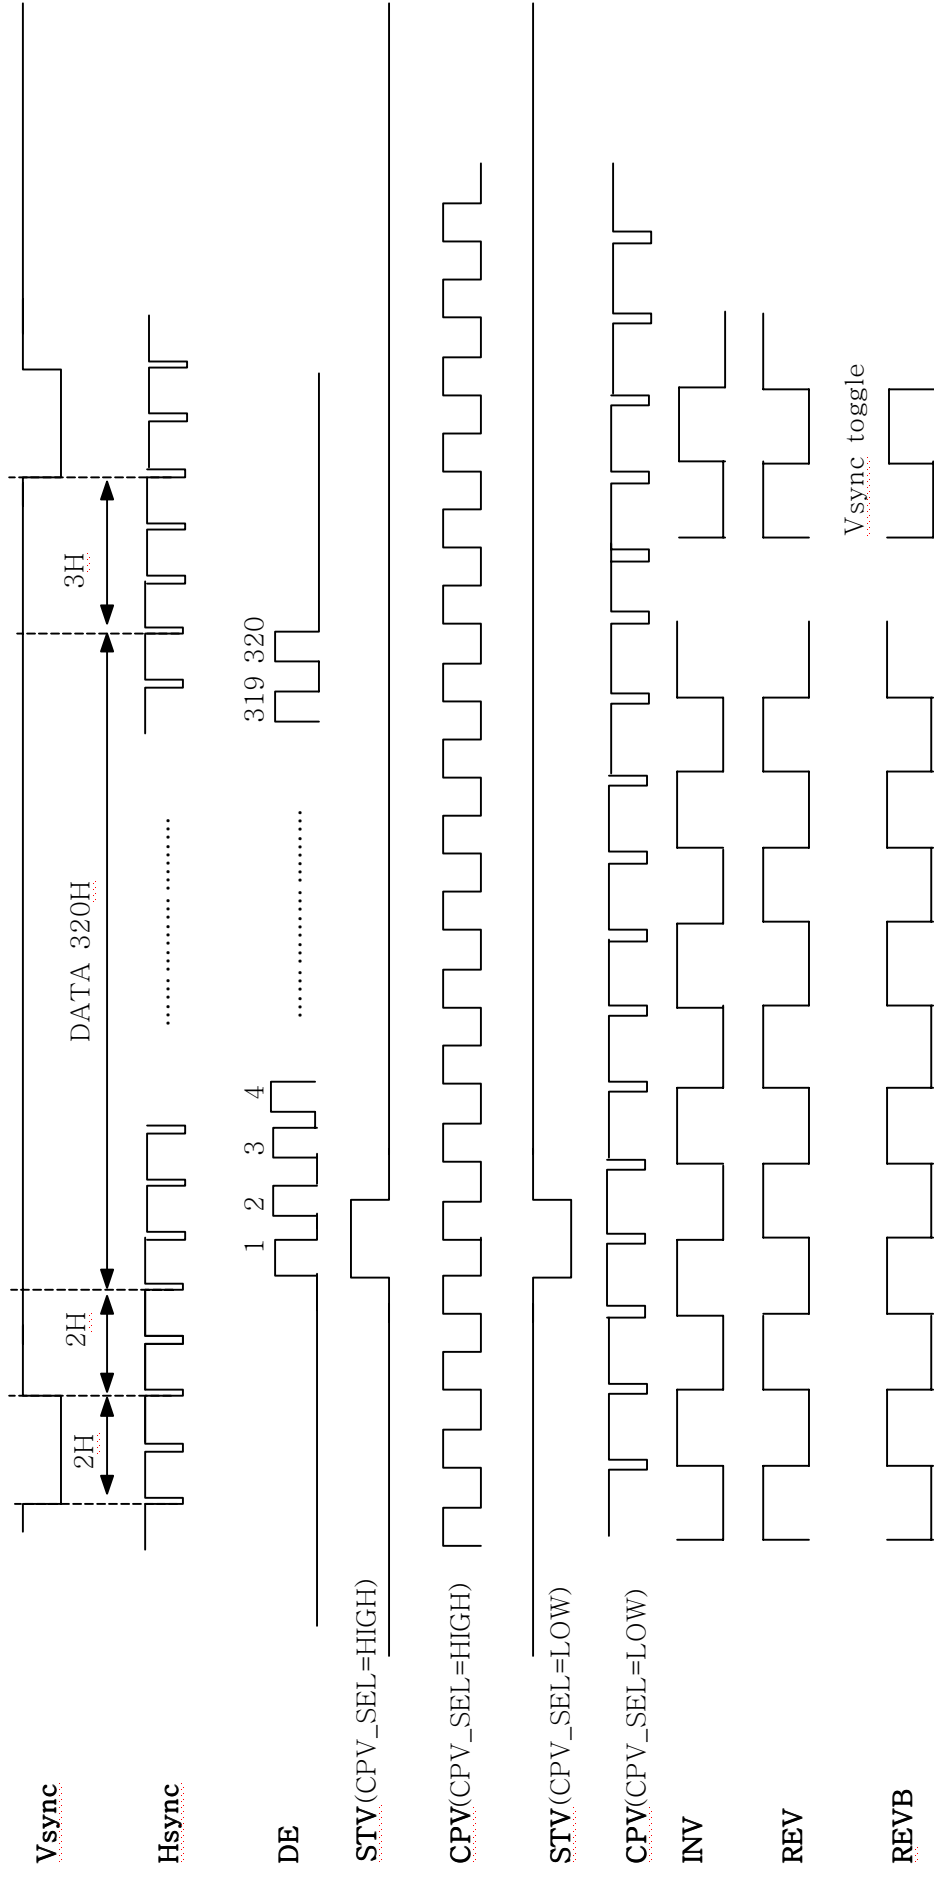 Vsync
2H
2H
DATA 320H
3H
Hsync
DE
1 2 3 4
319 320
STV(CPV_SEL=HIGH)
CPV(CPV_SEL=HIGH)
STV(CPV_SEL=LOW)
CPV(CPV_SEL=LOW)
INV
REV
Vsync toggle
REVB